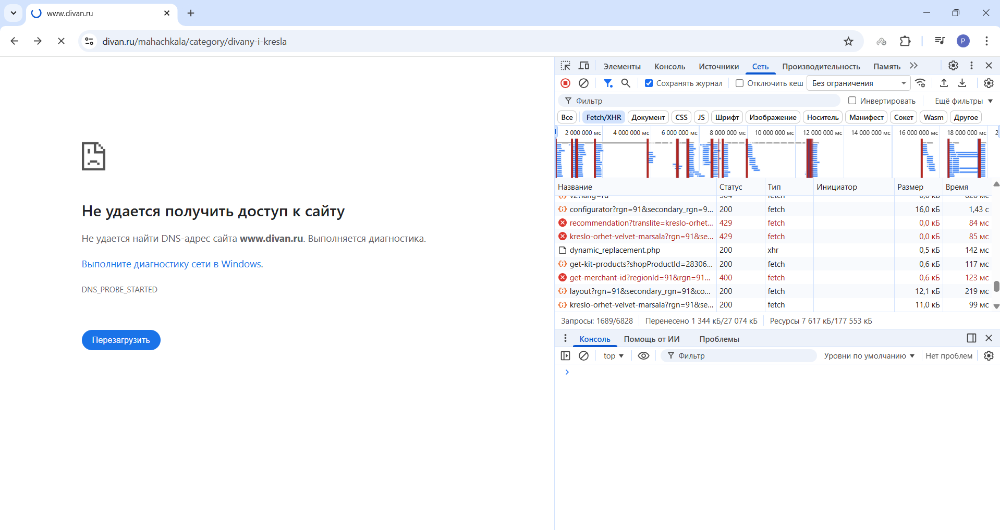 www.divan.ru
divan.ru/mahachkala/category/divany-i-kresla
P
Не удается получить доступ к сайту
Не удается найти DNS-адрес сайта www.divan.ru. Выполняется диагностика.
Выполните диагностику сети в Windows.
DNS_PROBE_STARTED
Перезагрузить
Элементы Консоль Источники Сеть Производительность Память
Сохранять журнал Отключить кеш Без ограничения
Фильтр Инвертировать Ещё фильтры
Все Fetch/XHR Документ CSS JS Шрифт Изображение Носитель Манифест Сокет Wasm Другое
2 000 000 мс 4 000 000 мс 6 000 000 мс 8 000 000 мс 10 000 000 мс 12 000 000 мс 14 000 000 мс 16 000 000 мс 18 000 000 мс 2
Название Статус Тип Инициатор Размер Время
v2?lang=ru 304 fetch 0,6 кБ
configurator?rgn=91&secondary_rgn=9... 200 fetch 16,0 кБ 1,43 с
recommendation?translite=kreslo-orhet... 429 fetch 0,0 кБ 84 мс
kreslo-orhet-velvet-marsala?rgn=91&se... 429 fetch 0,0 кБ 85 мс
dynamic_replacement.php 200 xhr 0,5 кБ 142 мс
get-kit-products?shopProductId=28306... 200 fetch 0,6 кБ 117 мс
get-merchant-id?regionId=91&rgn=91... 400 fetch 0,6 кБ 123 мс
layout?rgn=91&secondary_rgn=91&co... 200 fetch 12,1 кБ 219 мс
kreslo-orhet-velvet-marsala?rgn=91&se... 200 fetch 11,0 кБ 99 мс
Запросы: 1689/6828 Перенесено 1 344 кБ/27 074 кБ Ресурсы 7 617 кБ/177 553 кБ
Консоль Помощь от ИИ Проблемы
top Фильтр Уровни по умолчанию Нет проблем